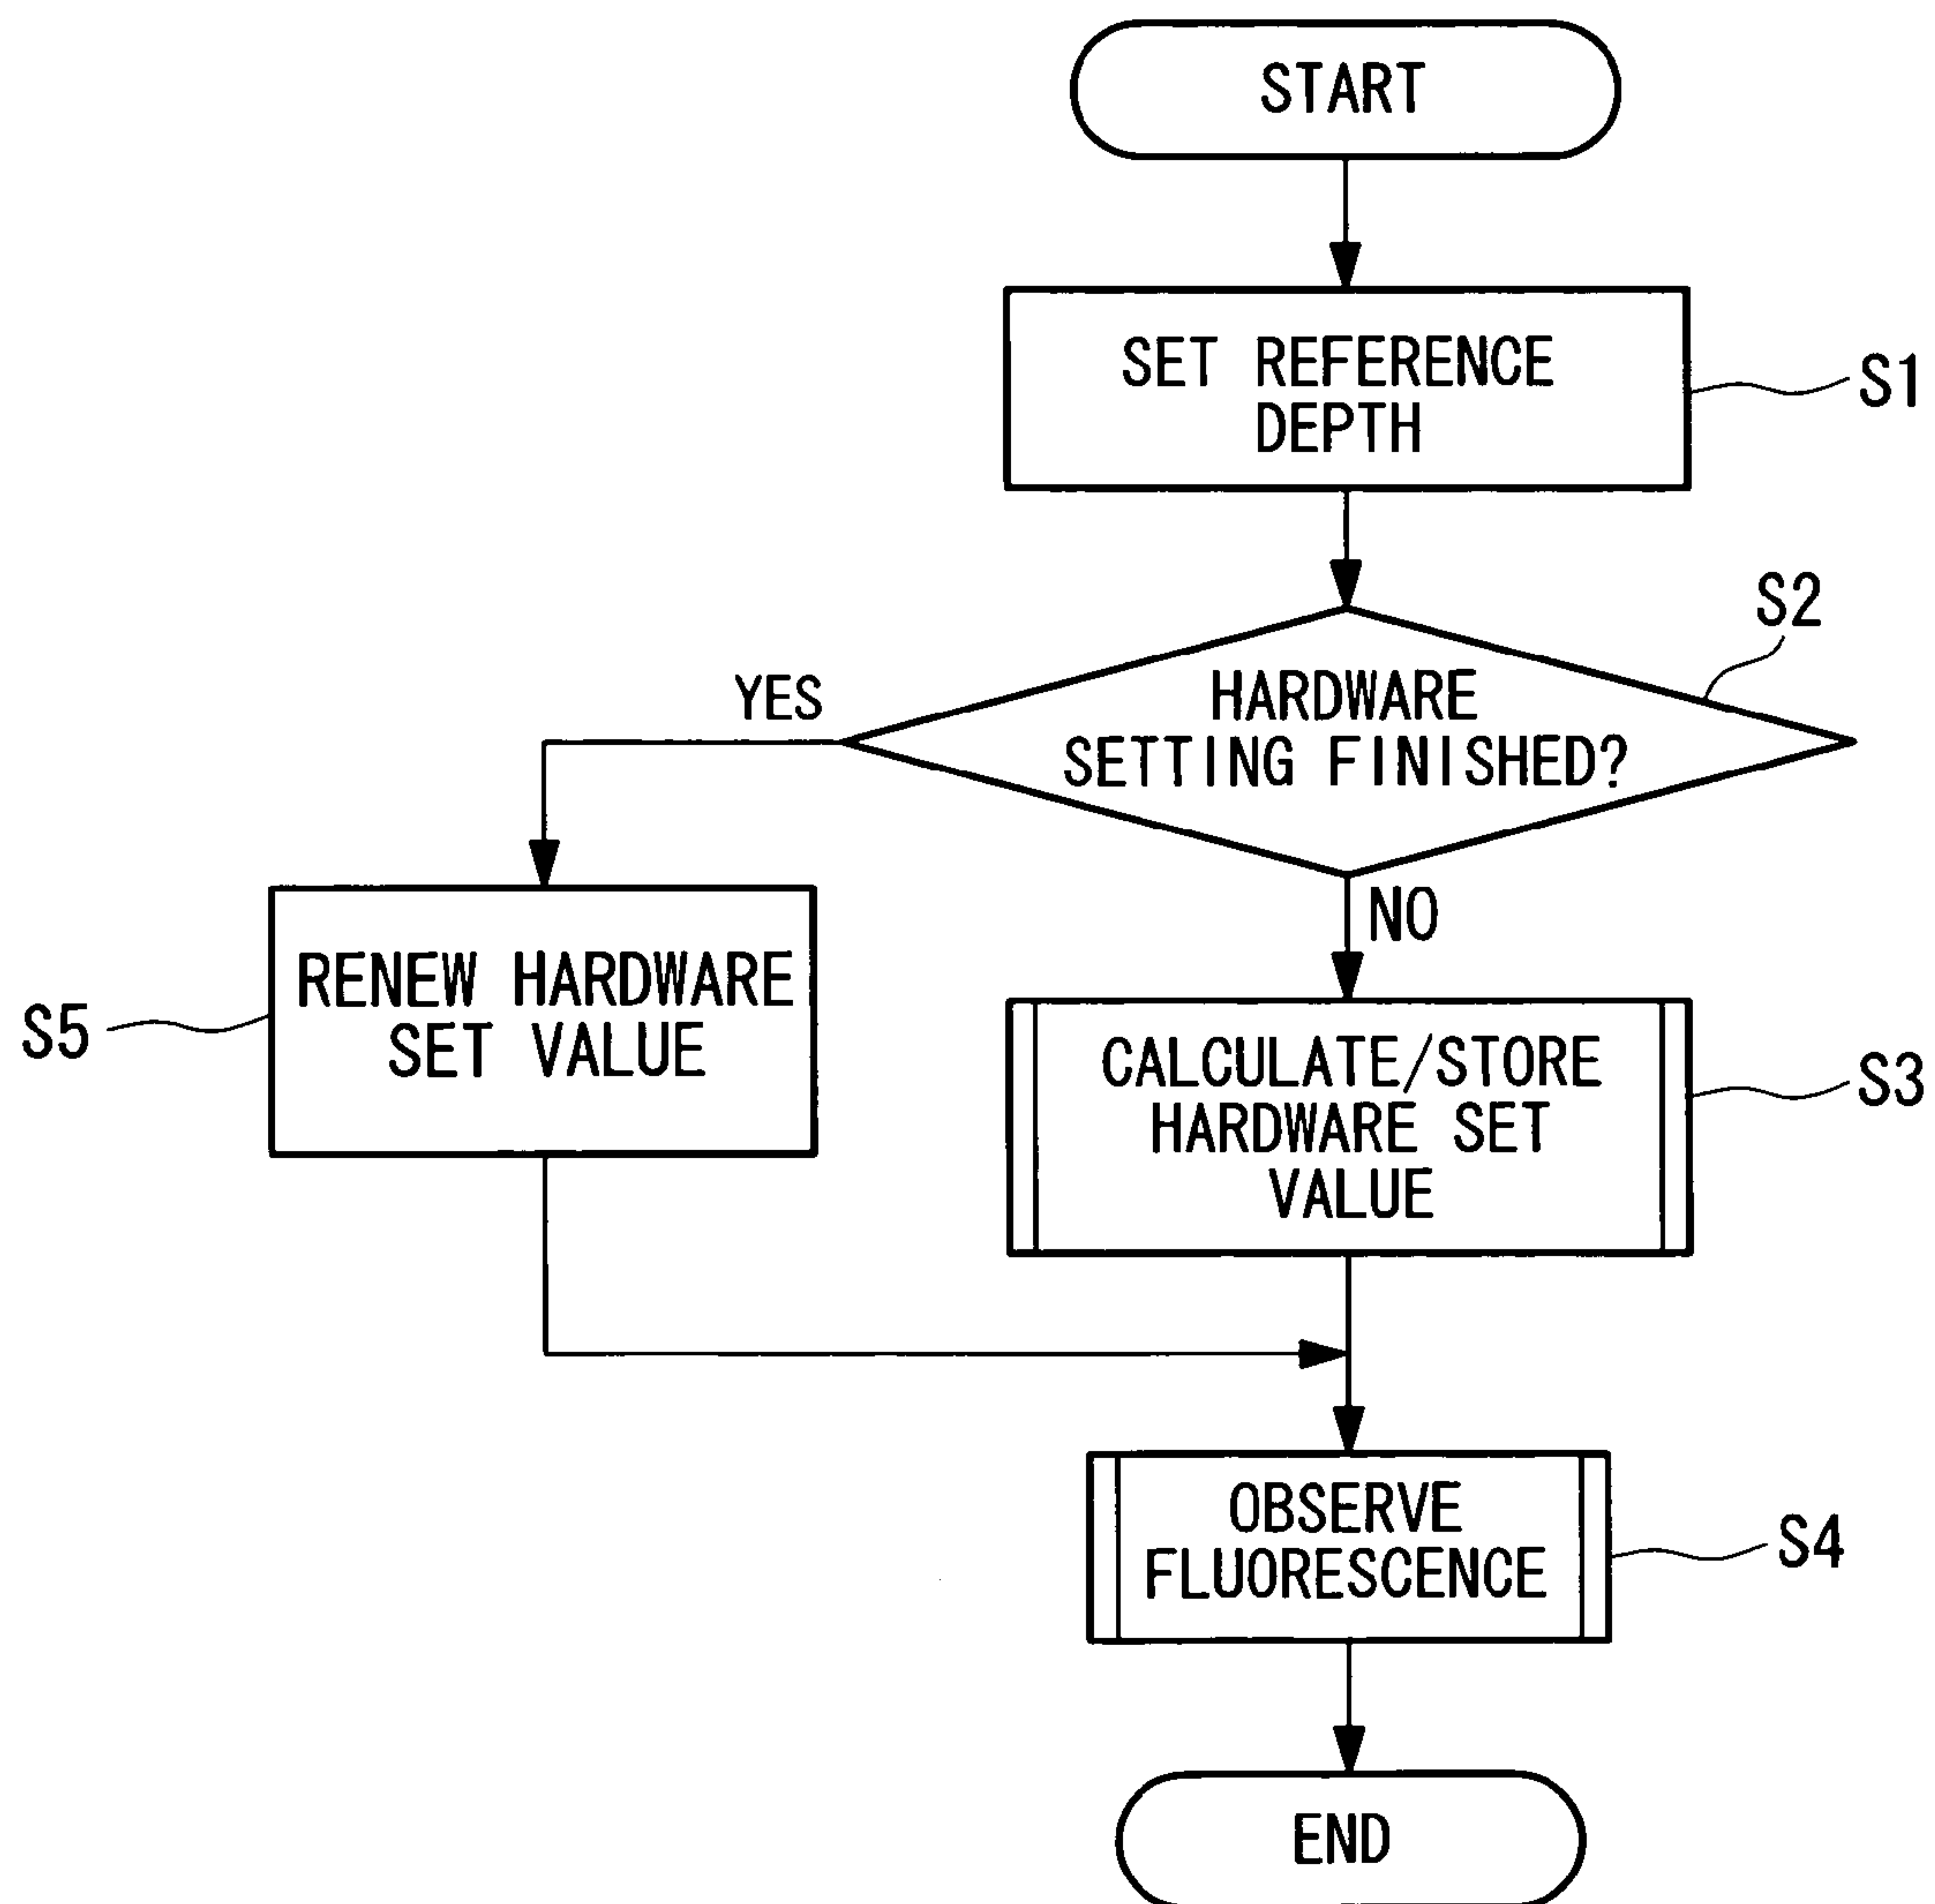 START
SET REFERENCE
DEPTH
S1
S2
HARDWARE
SETTING FINISHED?
YES
NO
RENEW HARDWARE
SET VALUE
S5
CALCULATE/STORE
HARDWARE SET
VALUE
S3
OBSERVE
FLUORESCENCE
S4
END